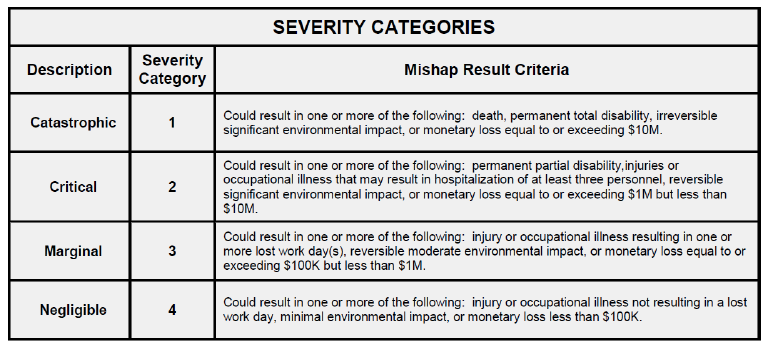 SEVERITY CATEGORIES
Description
Severity
Category
Mishap Result Criteria
Catastrophic
1
Could result in one or more of the following: death, permanent total disability, irreversible
significant environmental impact, or monetary loss equal to or exceeding $10M.
Critical
2
Could result in one or more of the following: permanent partial disability,injuries or
occupational illness that may result in hospitalization of at least three personnel, reversible
significant environmental impact, or monetary loss equal to or exceeding $1M but less than
$10M.
Marginal
3
Could result in one or more of the following: injury or occupational illness resulting in one or
more lost work day(s), reversible moderate environmental impact, or monetary loss equal to or
exceeding $100K but less than $1M.
Negligible
4
Could result in one or more of the following: injury or occupational illness not resulting in a lost
work day, minimal environmental impact, or monetary loss less than $100K.